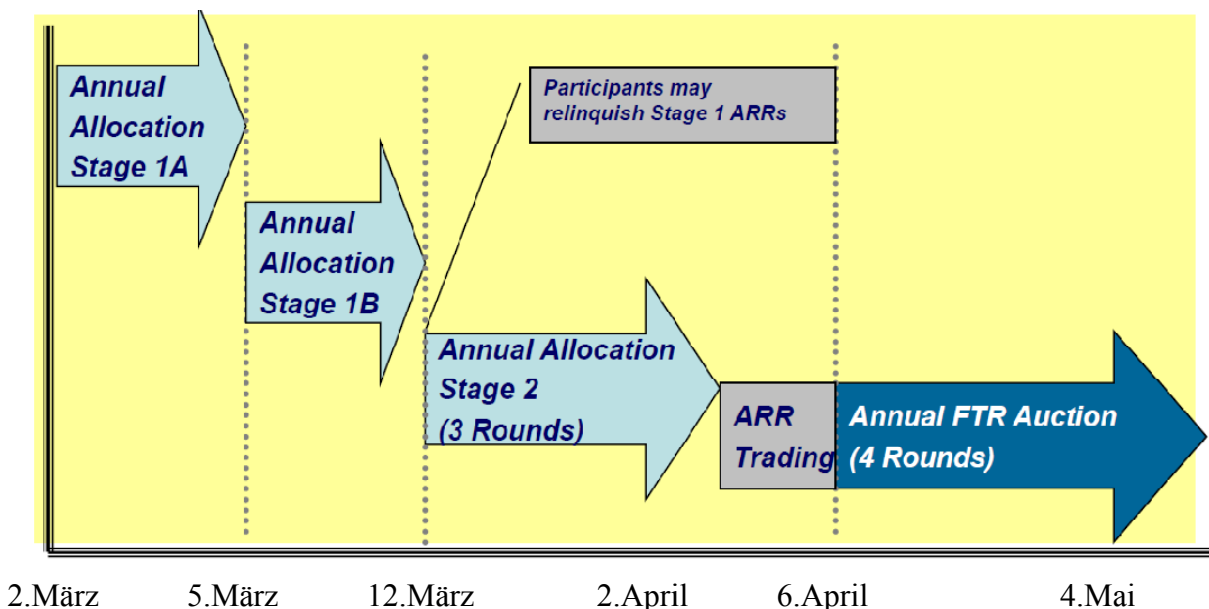 Annual
Allocation
Stage 1A
Participants may
relinquish Stage 1 ARRs
Annual
Allocation
Stage 1B
Annual Allocation
Stage 2
(3 Rounds)
ARR
Trading
Annual FTR Auction
(4 Rounds)
2.März 5.März 12.März 2.April 6.April 4.Mai